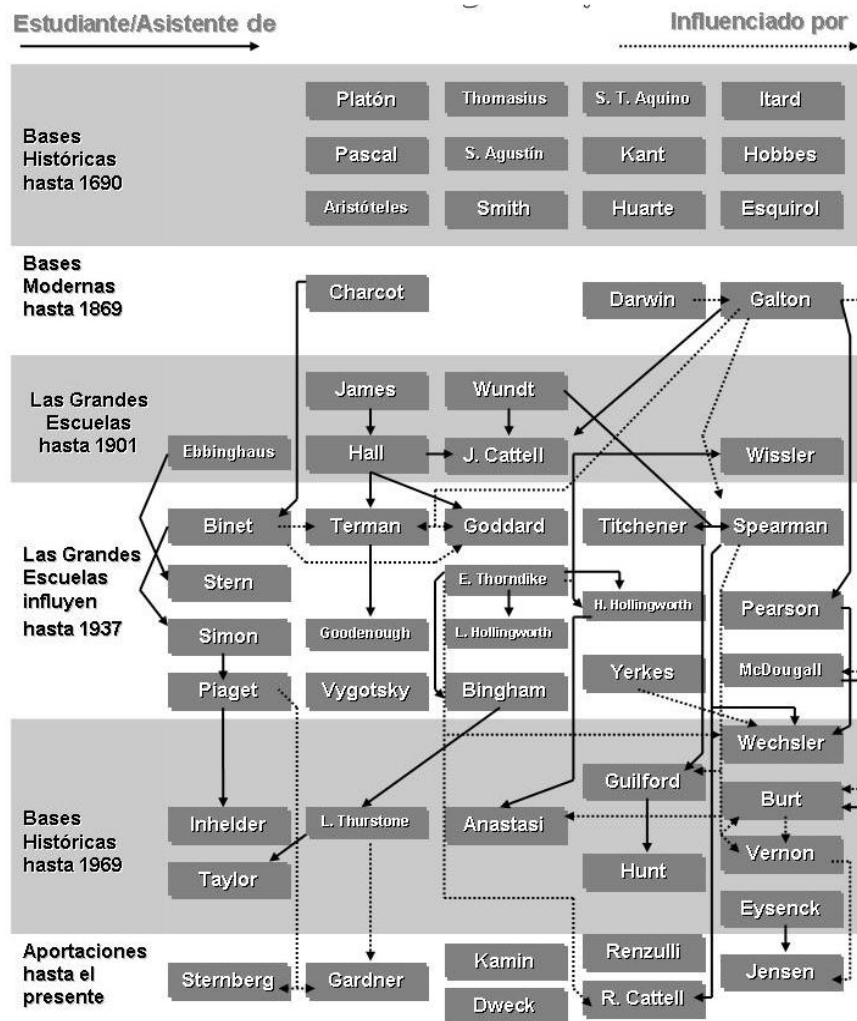 Estudiante/Asistente de
Influenciado por
Bases
Históricas
hasta 1690
Platón
Thomasius
S. T. Aquino
Itard
Pascal
S. Agustín
Kant
Hobbes
Aristóteles
Smith
Huarte
Esquirol
Bases
Modernas
hasta 1869
Charcot
Darwin
Galton
Las Grandes
Escuelas
hasta 1901
James
Wundt
Ebbinghaus
Hall
J. Cattell
Wissler
Las Grandes
Escuelas
influyen
hasta 1937
Binet
Terman
Goddard
Titchener
Spearman
Stern
E. Thorndike
H. Hollingworth
Pearson
Simon
Goodenough
L. Hollingworth
McDougall
Piaget
Vygotsky
Bingham
Yerkes
Wechsler
Bases
Históricas
hasta 1969
Guilford
Burt
Inhelder
L. Thurstone
Anastasi
Vernon
Taylor
Hunt
Eysenck
Aportaciones
hasta el
presente
Sternberg
Gardner
Kamin
Renzulli
Jensen
Dweck
R. Cattell